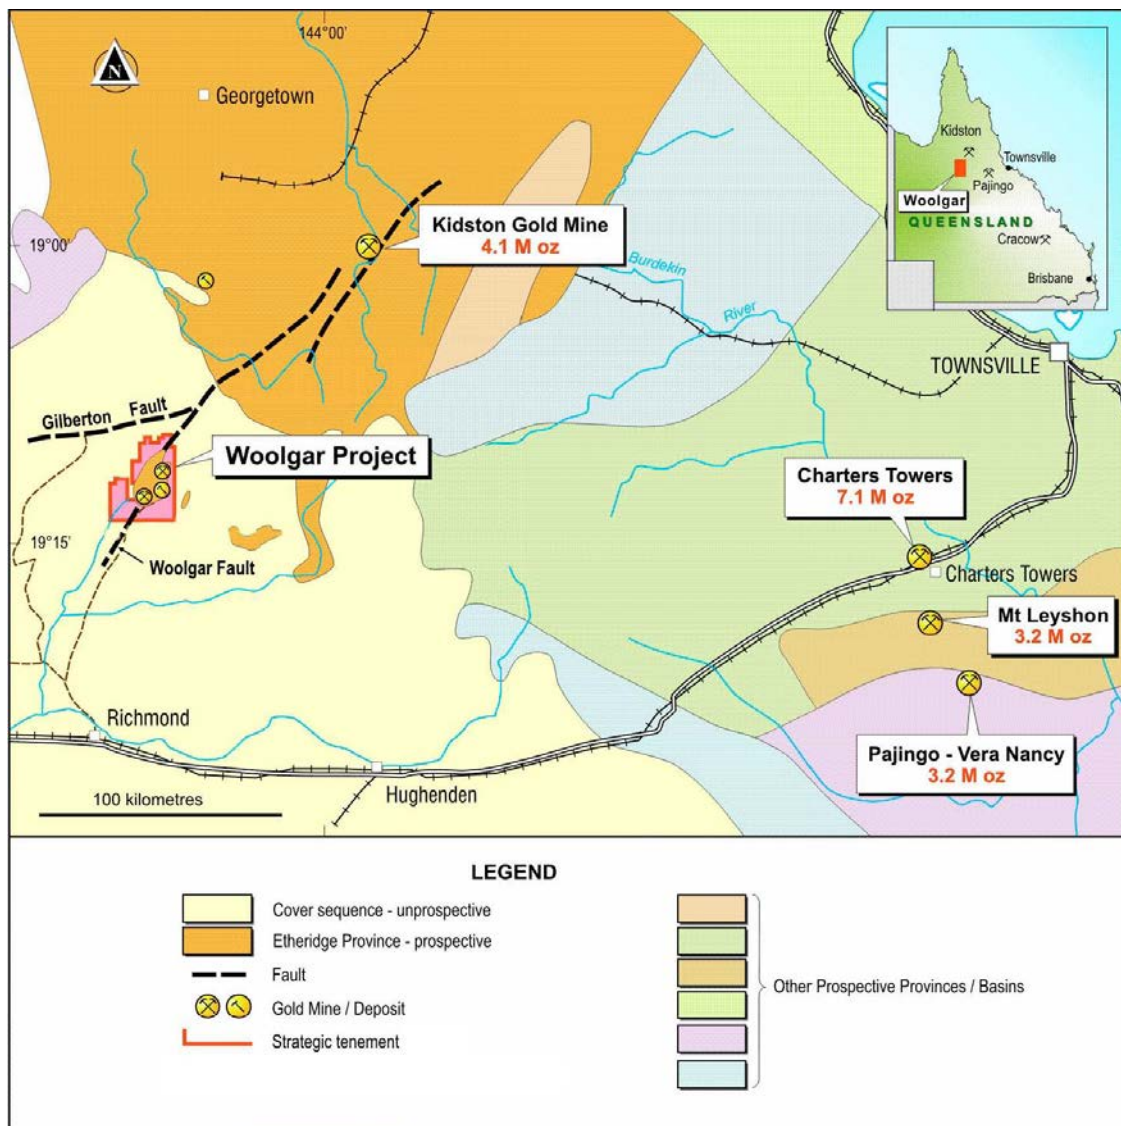 144°00'
N
Georgetown
Kidston
Townsville
Pajingo
Woolgar
QUEENSLAND
Cracow
Brisbane
Kidston Gold Mine
4.1 M oz
19°00'
Burdekin
River
TOWNSVILLE
Gilberton Fault
Woolgar Project
Charters Towers
7.1 M oz
19°15'
Woolgar Fault
Charters Towers
Mt Leyshon
3.2 M oz
Richmond
Pajingo - Vera Nancy
3.2 M oz
Hughenden
100 kilometres
LEGEND
Cover sequence - unprospective
Etheridge Province - prospective
Fault
Gold Mine / Deposit
Strategic tenement
Other Prospective Provinces / Basins